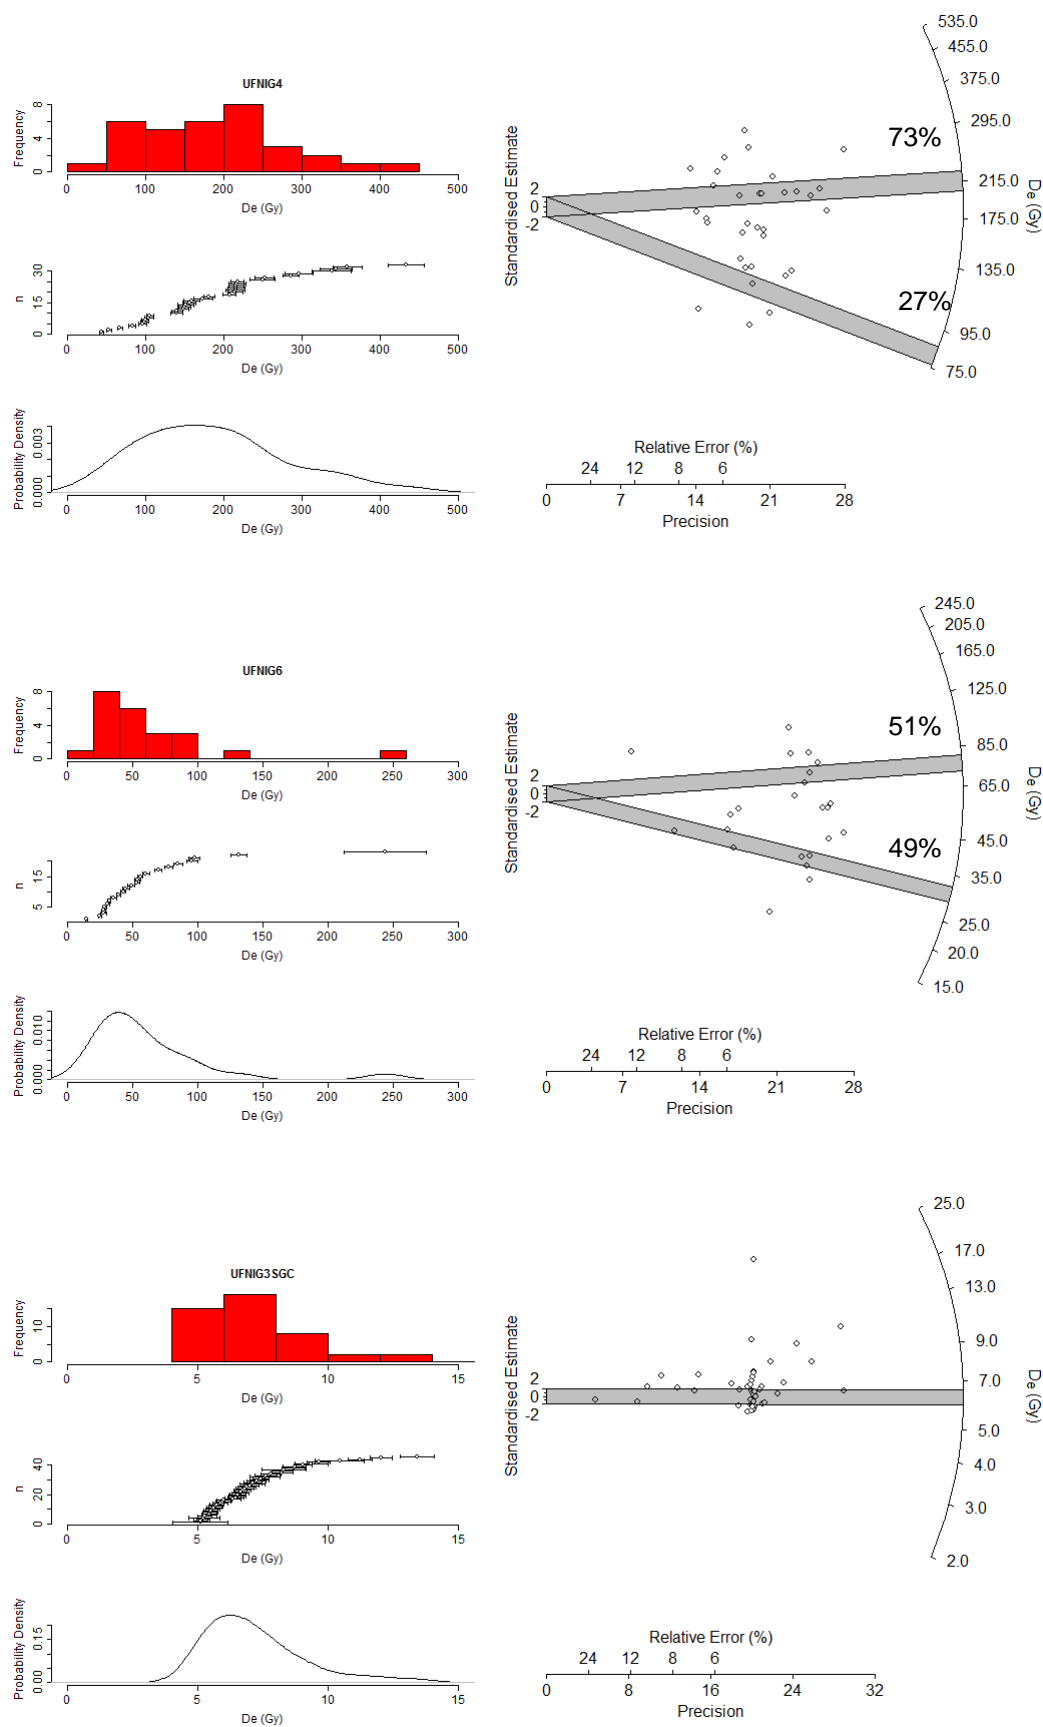 UFNIG4
Frequency
0 4 8
0 100 200 300 400 500
De (Gy)
n
0 15 30
0 100 200 300 400 500
De (Gy)
Probability Density
0.000 0.003
0 100 200 300 400 500
De (Gy)
535.0
455.0
375.0
295.0
215.0
175.0
135.0
95.0
75.0
De (Gy)
73%
27%
Standardised Estimate
2
0
-2
Relative Error (%)
24 12 8 6
0 7 14 21 28
Precision
UFNIG6
Frequency
0 4 8
0 50 100 150 200 250 300
De (Gy)
n
5 15
0 50 100 150 200 250 300
De (Gy)
Probability Density
0.000 0.010
0 50 100 150 200 250 300
De (Gy)
245.0
205.0
165.0
125.0
85.0
65.0
45.0
35.0
25.0
20.0
15.0
De (Gy)
51%
49%
Standardised Estimate
2
0
-2
Relative Error (%)
24 12 8 6
0 7 14 21 28
Precision
UFNIG3SGC
Frequency
0 10
0 5 10 15
De (Gy)
n
0 20 40
0 5 10 15
De (Gy)
Probability Density
0.00 0.15
0 5 10 15
De (Gy)
25.0
17.0
13.0
9.0
7.0
5.0
4.0
3.0
2.0
De (Gy)
Standardised Estimate
2
0
-2
Relative Error (%)
24 12 8 6
0 8 16 24 32
Precision